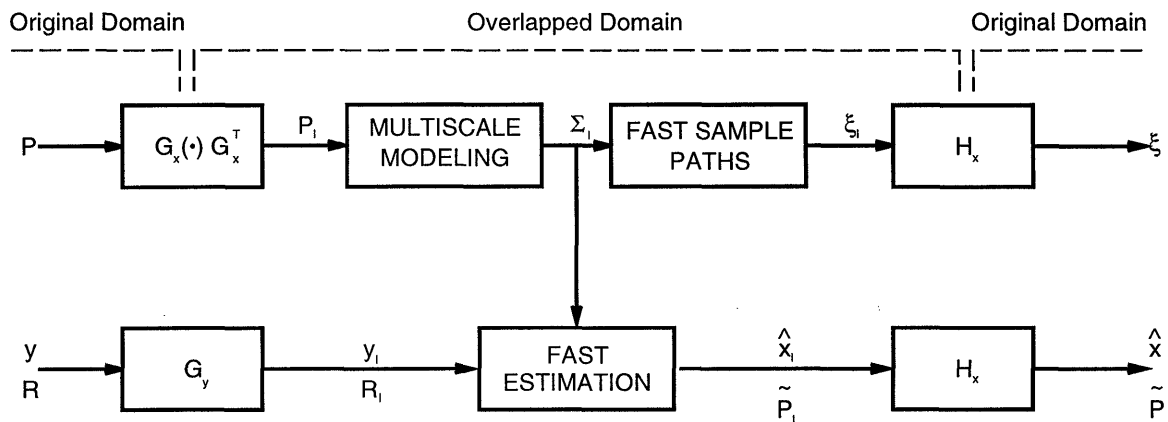 Original Domain Overlapped Domain Original Domain
P G_x(·) G_x^T P_l MULTISCALE MODELING Σ_l FAST SAMPLE PATHS ξ_l H_x ξ
y R G_y y_l R_l FAST ESTIMATION x̂_l P̃_l H_x x̂ P̃